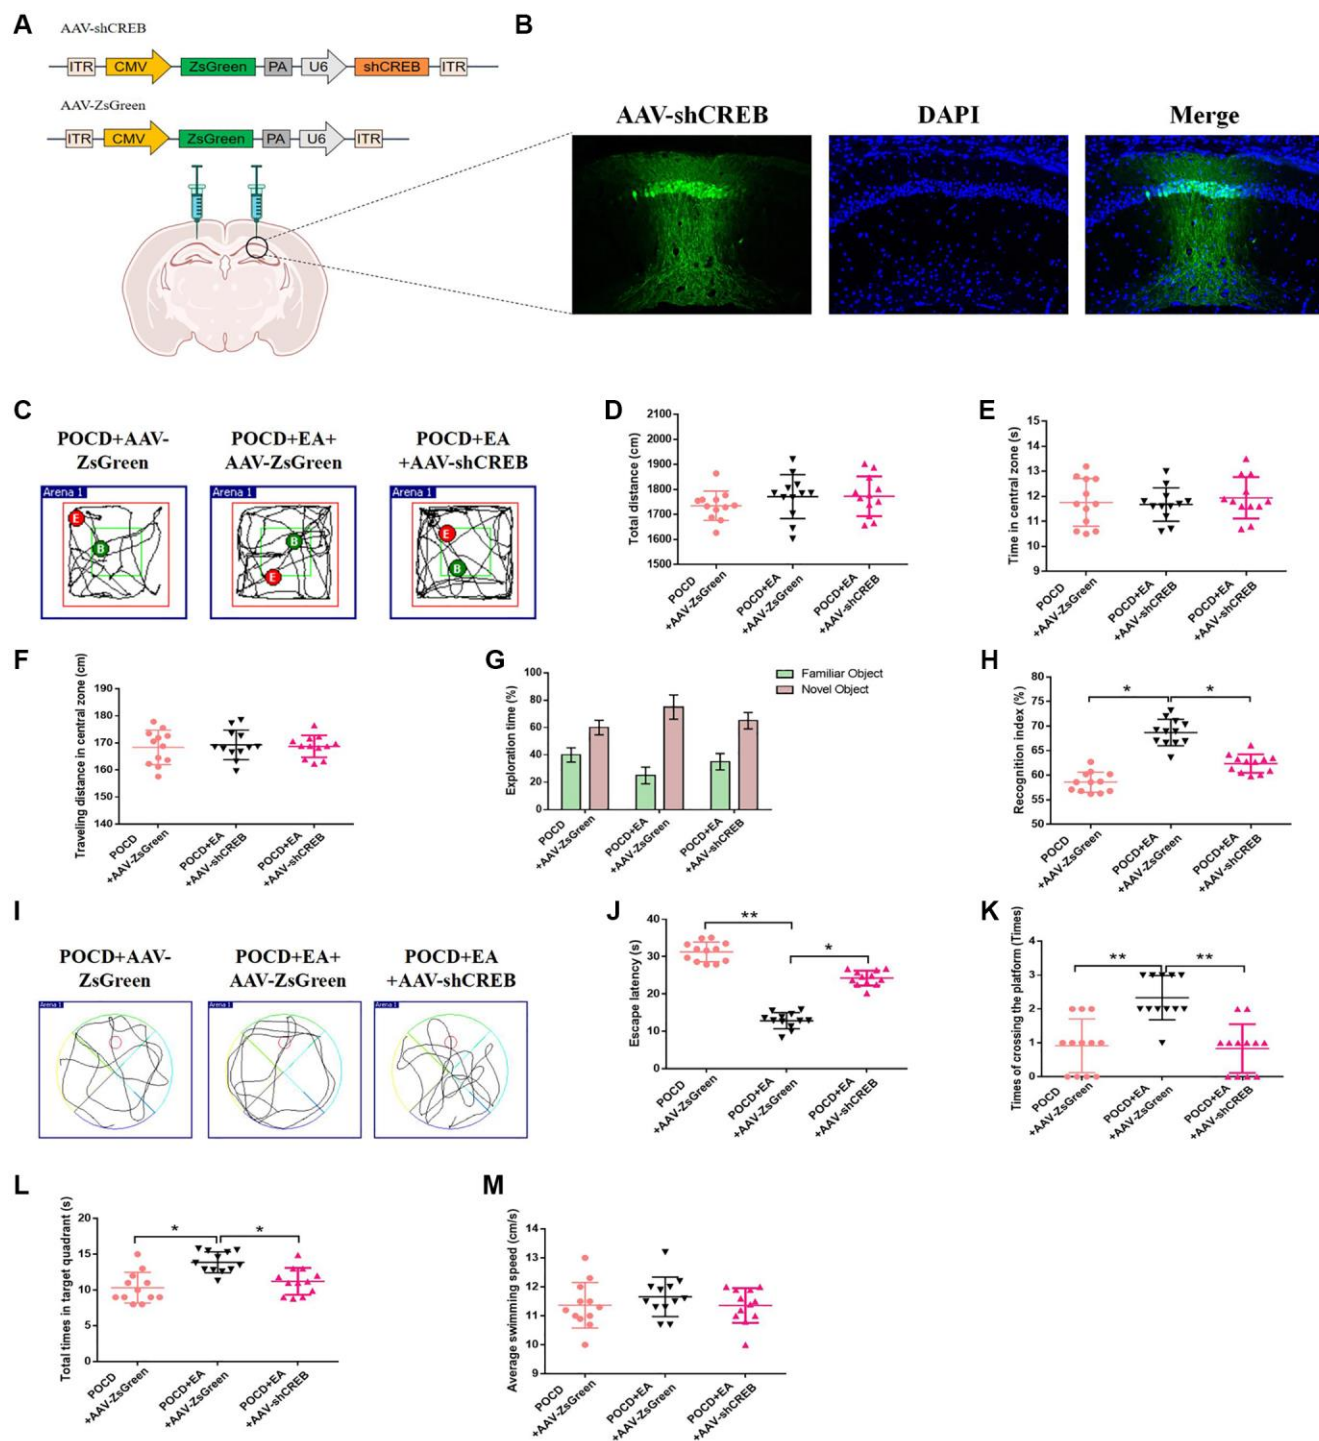 A
AAV-shCREB
ITR CMV ZsGreen PA U6 shCREB ITR
AAV-ZsGreen
ITR CMV ZsGreen PA U6 ITR
B
AAV-shCREB DAPI Merge
C
POCD+AAV-
ZsGreen
POCD+EA+
AAV-ZsGreen
POCD+EA
+AAV-shCREB
Arena 1 Arena 1 Arena 1
E B B E E B
D
Total distance (cm)
2100
2000
1900
1800
1700
1600
1500
POCD
+AAV-ZsGreen
POCD+EA
+AAV-ZsGreen
POCD+EA
+AAV-shCREB
E
Time in central zone (s)
15
14
13
12
11
10
9
POCD
+AAV-ZsGreen
POCD+EA
+AAV-shCREB
POCD+EA
+AAV-shCREB
F
Traveling distance in central zone (cm)
190
180
170
160
150
140
POCD
+AAV-ZsGreen
POCD+EA
+AAV-shCREB
POCD+EA
+AAV-shCREB
G
Exploration time (%)
100
80
60
40
20
0
Familiar Object
Novel Object
POCD
+AAV-ZsGreen
POCD+EA
+AAV-ZsGreen
POCD+EA
+AAV-shCREB
H
Recognition index (%)
80
75
70
65
60
55
50
* *
POCD
+AAV-ZsGreen
POCD+EA
+AAV-ZsGreen
POCD+EA
+AAV-shCREB
I
POCD+AAV-
ZsGreen
POCD+EA+
AAV-ZsGreen
POCD+EA
+AAV-shCREB
Arena 1 Arena 1 Arena 1
J
Escape latency (s)
40
30
20
10
0
** *
POCD
+AAV-ZsGreen
POCD+EA
+AAV-ZsGreen
POCD+EA
+AAV-shCREB
K
Times of crossing the platform (Times)
4
3
2
1
0
** **
POCD
+AAV-ZsGreen
POCD+EA
+AAV-ZsGreen
POCD+EA
+AAV-shCREB
L
Total times in target quadrant (s)
20
15
10
5
0
* *
POCD
+AAV-ZsGreen
POCD+EA
+AAV-ZsGreen
POCD+EA
+AAV-shCREB
M
Average swimming speed (cm/s)
14
13
12
11
10
9
POCD
+AAV-ZsGreen
POCD+EA
+AAV-ZsGreen
POCD+EA
+AAV-shCREB